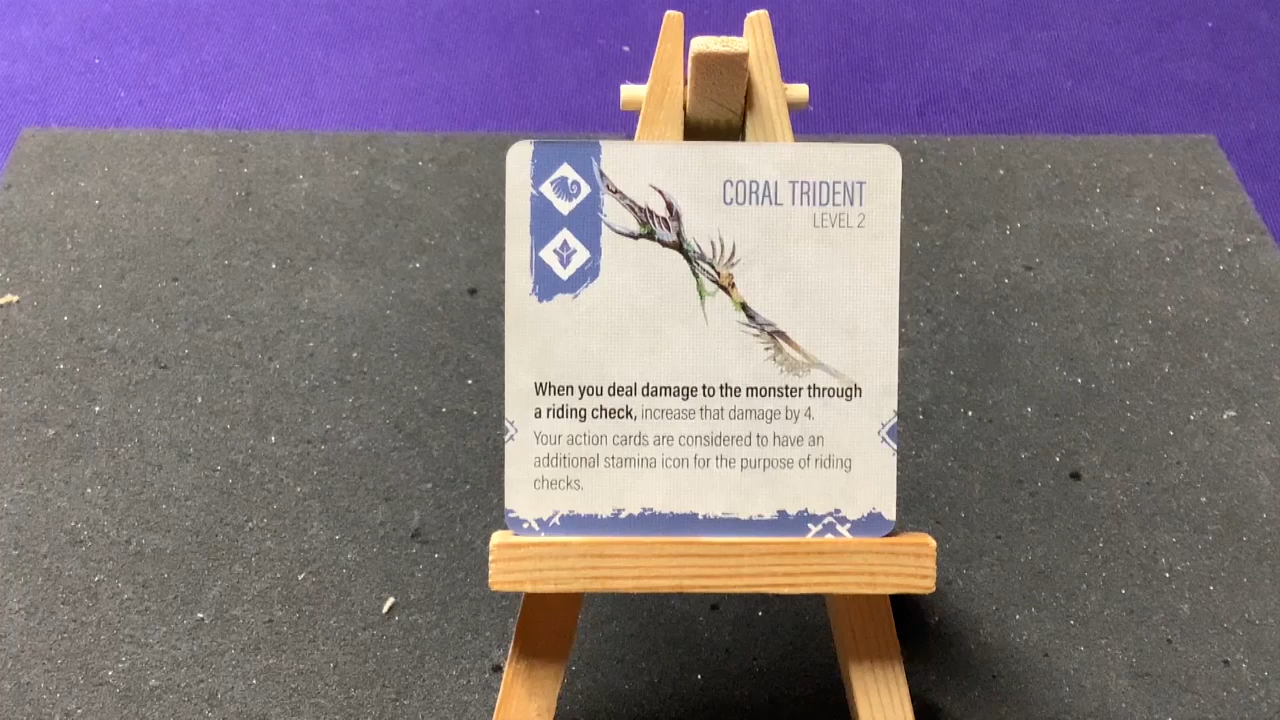 CORAL TRIDENT
LEVEL 2
When you deal damage to the monster through
a riding check, increase that damage by 4.
Your action cards are considered to have an
additional stamina icon for the purpose of riding
checks.